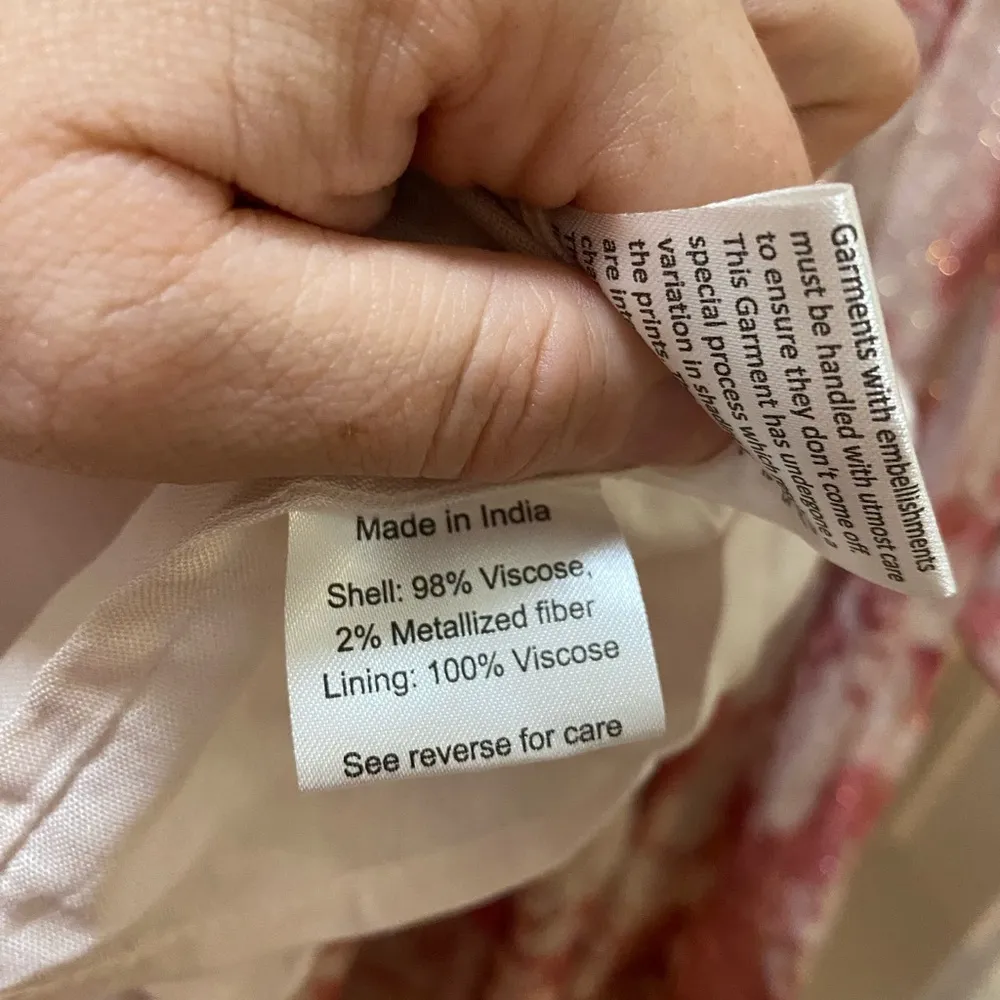 Garments with embellishments
must be handled with utmost care
to ensure they don't come off.
This Garment has undergone a
special process which
variation in
the prints.
are
Made in India
Shell: 98% Viscose,
2% Metallized fiber
Lining: 100% Viscose
See reverse for care